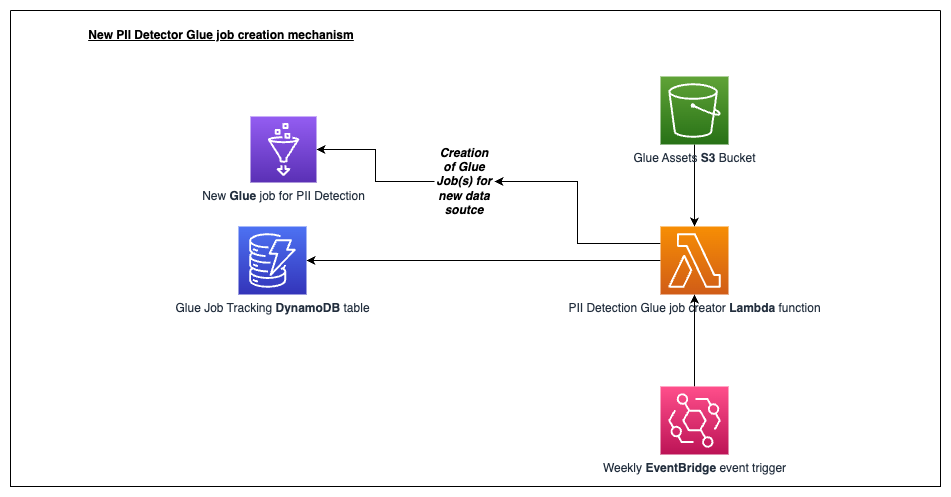 New PII Detector Glue job creation mechanism
Glue Assets S3 Bucket
Creation
of Glue
Job(s) for
new data
soutce
New Glue job for PII Detection
Glue Job Tracking DynamoDB table
PII Detection Glue job creator Lambda function
Weekly EventBridge event trigger